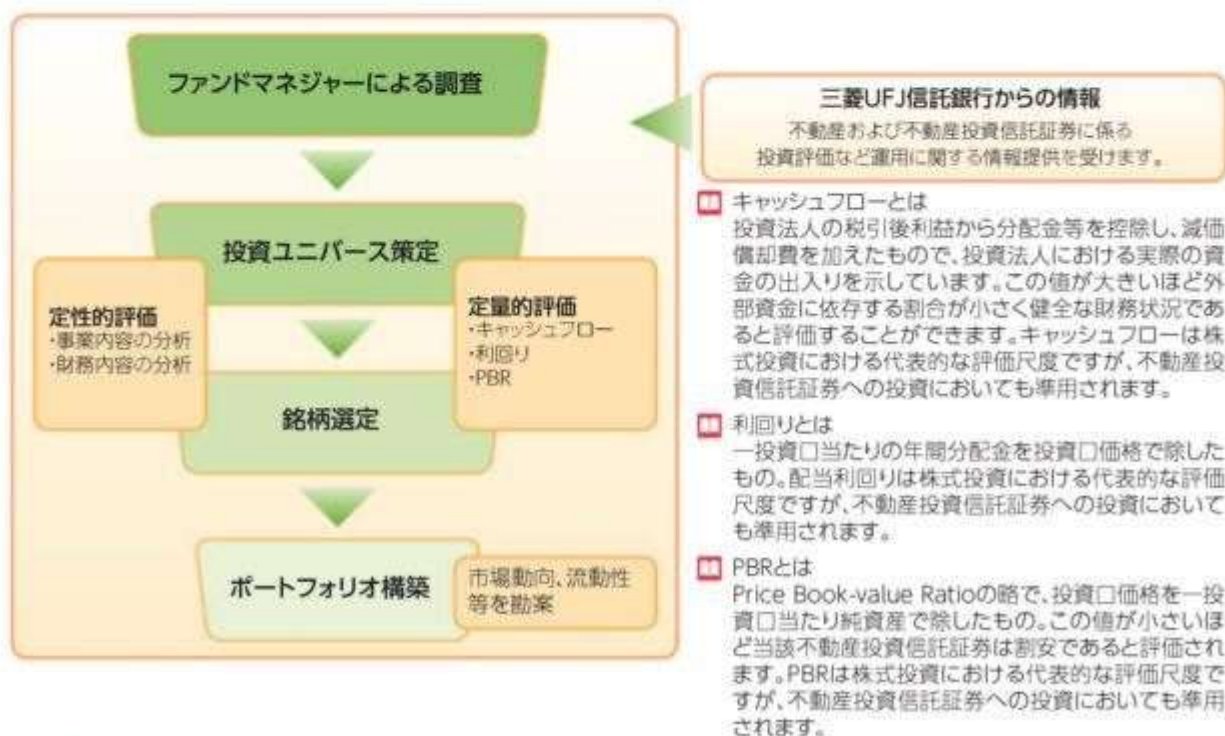 ファンドマネジャーによる調査
投資ユニバース策定
定性的評価
・事業内容の分析
・財務内容の分析
定量的評価
・キャッシュフロー
・利回り
・PBR
銘柄選定
ポートフォリオ構築
市場動向、流動性
等を勘案
三菱UFJ信託銀行からの情報
不動産および不動産投資信託証券に係る
投資評価など運用に関する情報提供を受けます。
キャッシュフローとは
投資法人の税引後利益から分配金等を控除し、減価
償却費を加えたもので、投資法人における実際の資
金の出入りを示しています。この値が大きいほど外
部資金に依存する割合が小さく健全な財務状況であ
ると評価することができます。キャッシュフローは株
式投資における代表的な評価尺度ですが、不動産投
資信託証券への投資においても準用されます。
利回りとは
一投資口当たりの年間分配金を投資口価格で除した
もの。配当利回りは株式投資における代表的な評価
尺度ですが、不動産投資信託証券への投資において
も準用されます。
PBRとは
Price Book-value Ratioの略で、投資口価格を一投
資口当たり純資産で除したもの。この値が小さいほ
ど当該不動産投資信託証券は割安であると評価され
ます。PBRは株式投資における代表的な評価尺度で
すが、不動産投資信託証券への投資においても準用
されます。